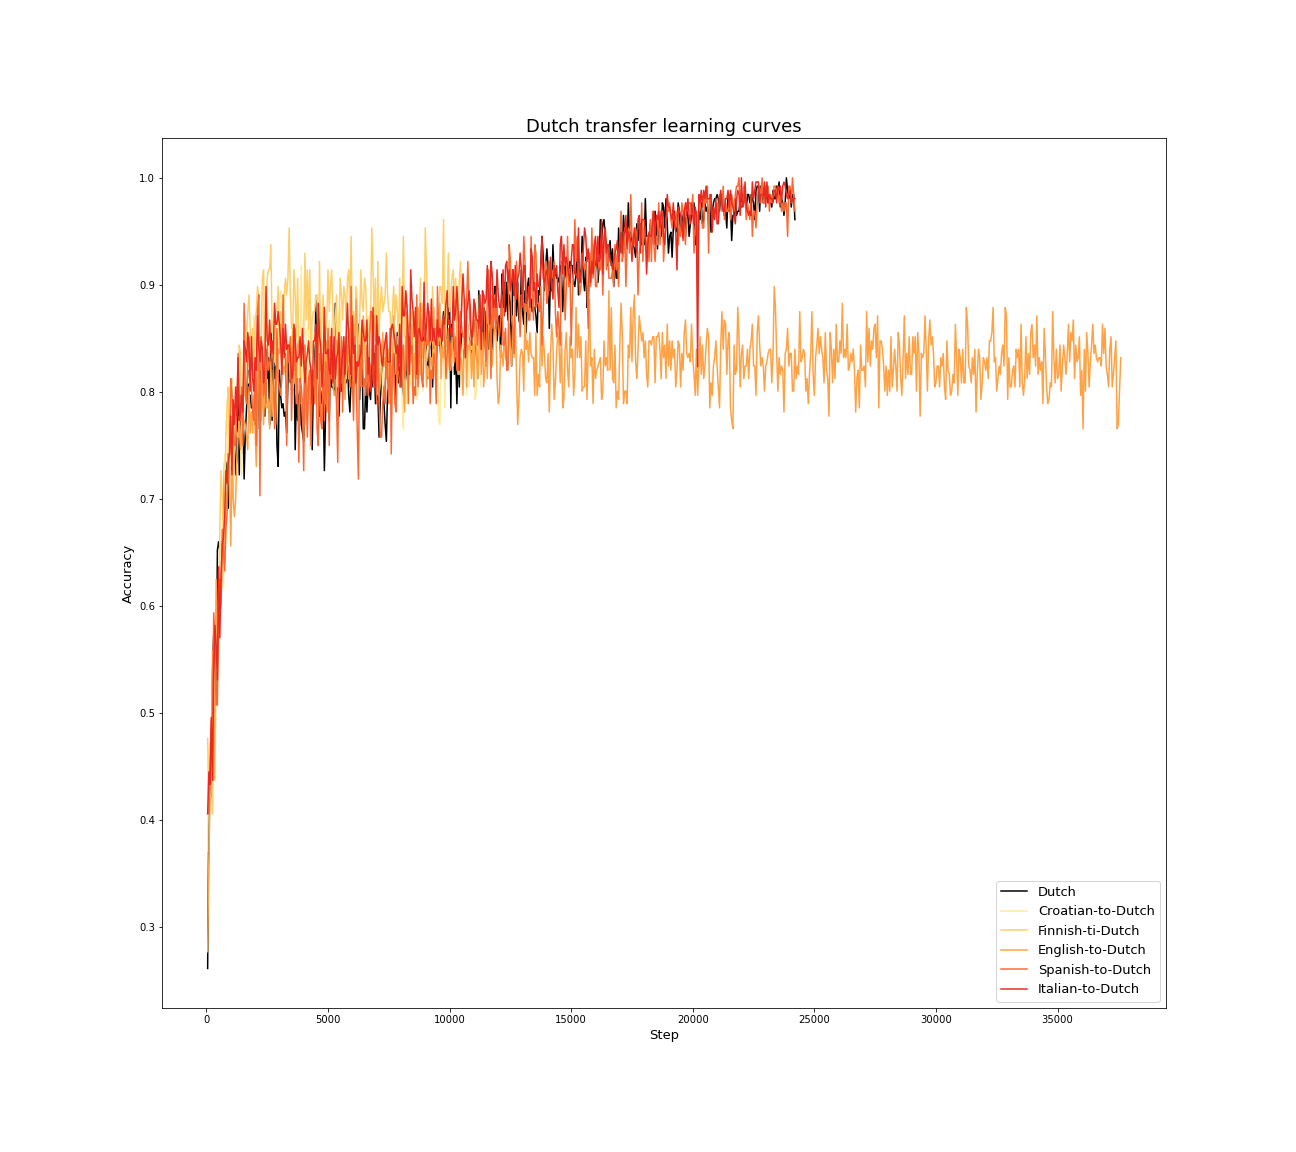 Dutch transfer learning curves
1.0
0.9
0.8
0.7
0.6
0.5
0.4
0.3
Accuracy
0
5000
10000
15000
20000
25000
30000
35000
Step
Dutch
Croatian-to-Dutch
Finnish-ti-Dutch
English-to-Dutch
Spanish-to-Dutch
Italian-to-Dutch